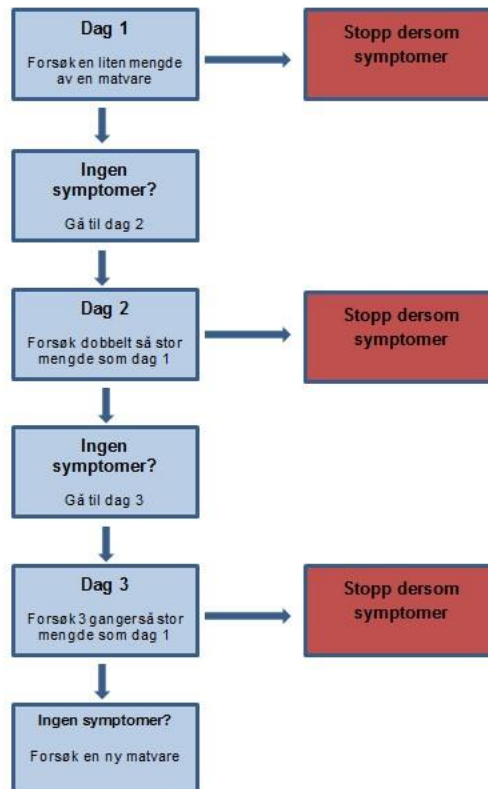 Dag 1
Forsøk en liten mengde
av en matvare
Stopp dersom
symptomer
Ingen
symptomer?
Gå til dag 2
Dag 2
Forsøk dobbelt så stor
mengde som dag 1
Stopp dersom
symptomer
Ingen
symptomer?
Gå til dag 3
Dag 3
Forsøk 3 ganger så stor
mengde som dag 1
Stopp dersom
symptomer
Ingen symptomer?
Forsøk en ny matvare